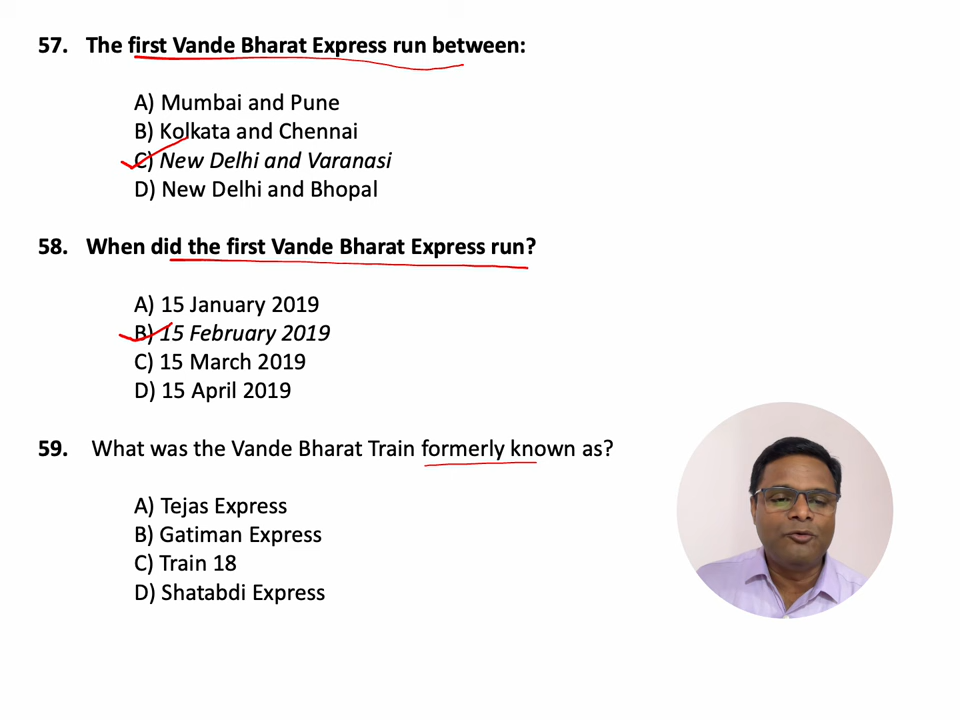 57. The first Vande Bharat Express run between:
A) Mumbai and Pune
B) Kolkata and Chennai
C) New Delhi and Varanasi
D) New Delhi and Bhopal
58. When did the first Vande Bharat Express run?
A) 15 January 2019
B) 15 February 2019
C) 15 March 2019
D) 15 April 2019
59. What was the Vande Bharat Train formerly known as?
A) Tejas Express
B) Gatiman Express
C) Train 18
D) Shatabdi Express